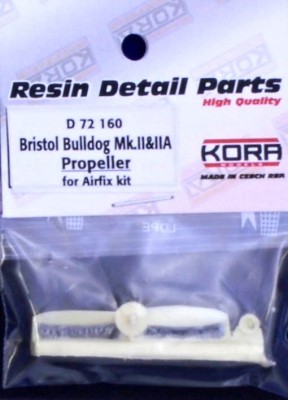 Resin Detail Parts
High Quality
D 72 160
Bristol Bulldog Mk.II&IIA
Propeller
for Airfix kit
KORA
MODELS
MADE IN CZECH REP.
LDPE